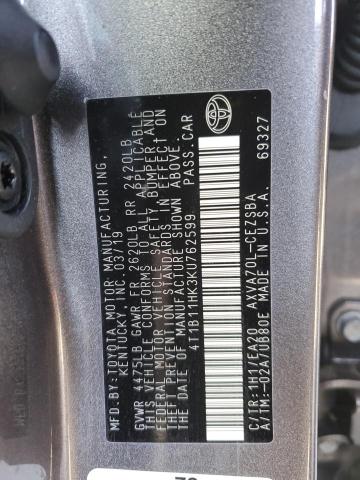 MFD.BY:TOYOTA MOTOR MANUFACTURING,
KENTUCKY, INC. 03/19
GVWR 4475LB GAWR FR 2620LB RR 2420LB
THIS VEHICLE CONFORMS TO ALL APPLICABLE
FEDERAL MOTOR VEHICLE SAFETY, BUMPER, AND
THEFT PREVENTION STANDARDS IN EFFECT ON
THE DATE OF MANUFACTURE SHOWN ABOVE.
4T1B11HK3KU762599 PASS.CAR
C/TR:1H1/EA20 AXVA70L-CEZSBA
A/TM:-02A/UB80E MADE IN U.S.A.
69327